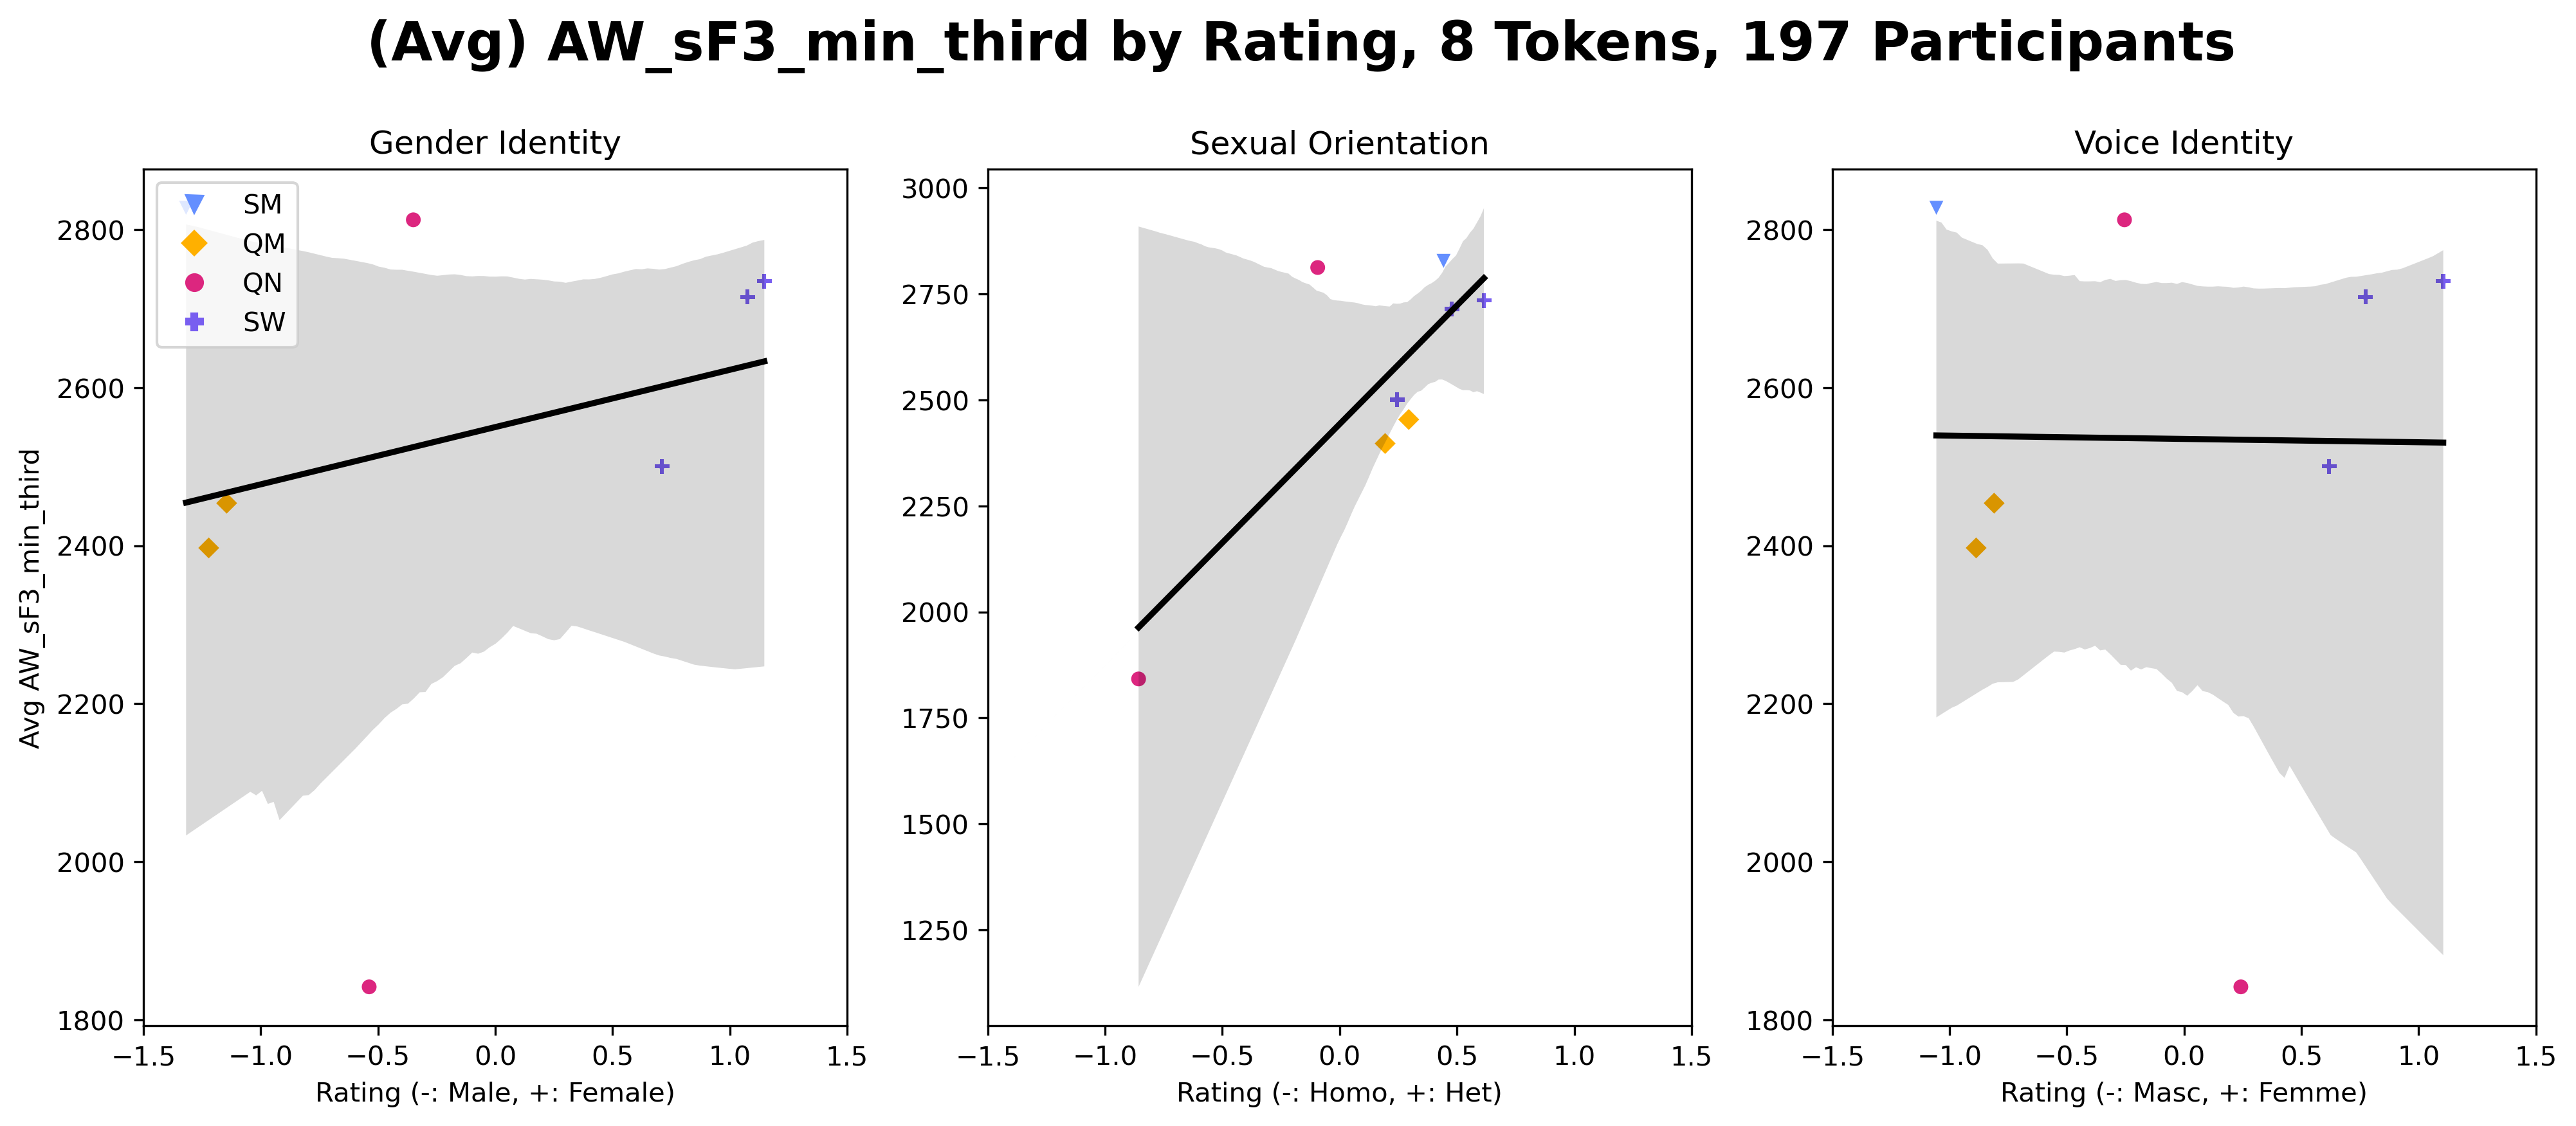 (Avg) AW_sF3_min_third by Rating, 8 Tokens, 197 Participants
Gender Identity
Sexual Orientation
Voice Identity
SM
QM
QN
SW
Avg AW_sF3_min_third
2800
2600
2400
2200
2000
1800
−1.5 −1.0 −0.5 0.0 0.5 1.0 1.5
Rating (-: Male, +: Female)
3000
2750
2500
2250
2000
1750
1500
1250
−1.5 −1.0 −0.5 0.0 0.5 1.0 1.5
Rating (-: Homo, +: Het)
2800
2600
2400
2200
2000
1800
−1.5 −1.0 −0.5 0.0 0.5 1.0 1.5
Rating (-: Masc, +: Femme)